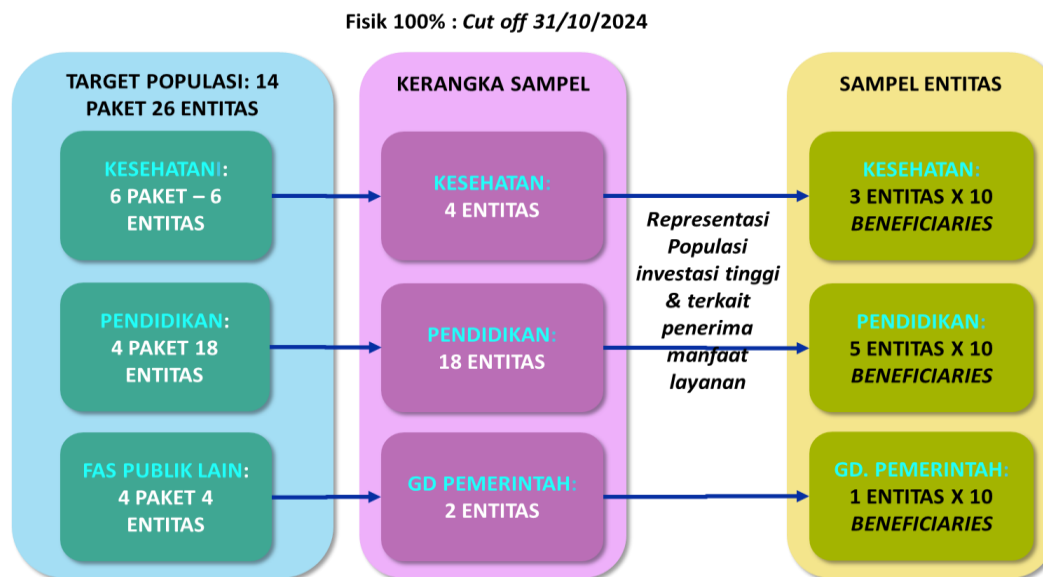 Fisik 100% : Cut off 31/10/2024
TARGET POPULASI: 14
PAKET 26 ENTITAS
KESEHATANI:
6 PAKET – 6
ENTITAS
PENDIDIKAN:
4 PAKET 18
ENTITAS
FAS PUBLIK LAIN:
4 PAKET 4
ENTITAS
KERANGKA SAMPEL
KESEHATAN:
4 ENTITAS
PENDIDIKAN:
18 ENTITAS
GD PEMERINTAH:
2 ENTITAS
Representasi
Populasi
investasi tinggi
& terkait
penerima
manfaat
layanan
SAMPEL ENTITAS
KESEHATAN:
3 ENTITAS X 10
BENEFICIARIES
PENDIDIKAN:
5 ENTITAS X 10
BENEFICIARIES
GD. PEMERINTAH:
1 ENTITAS X 10
BENEFICIARIES